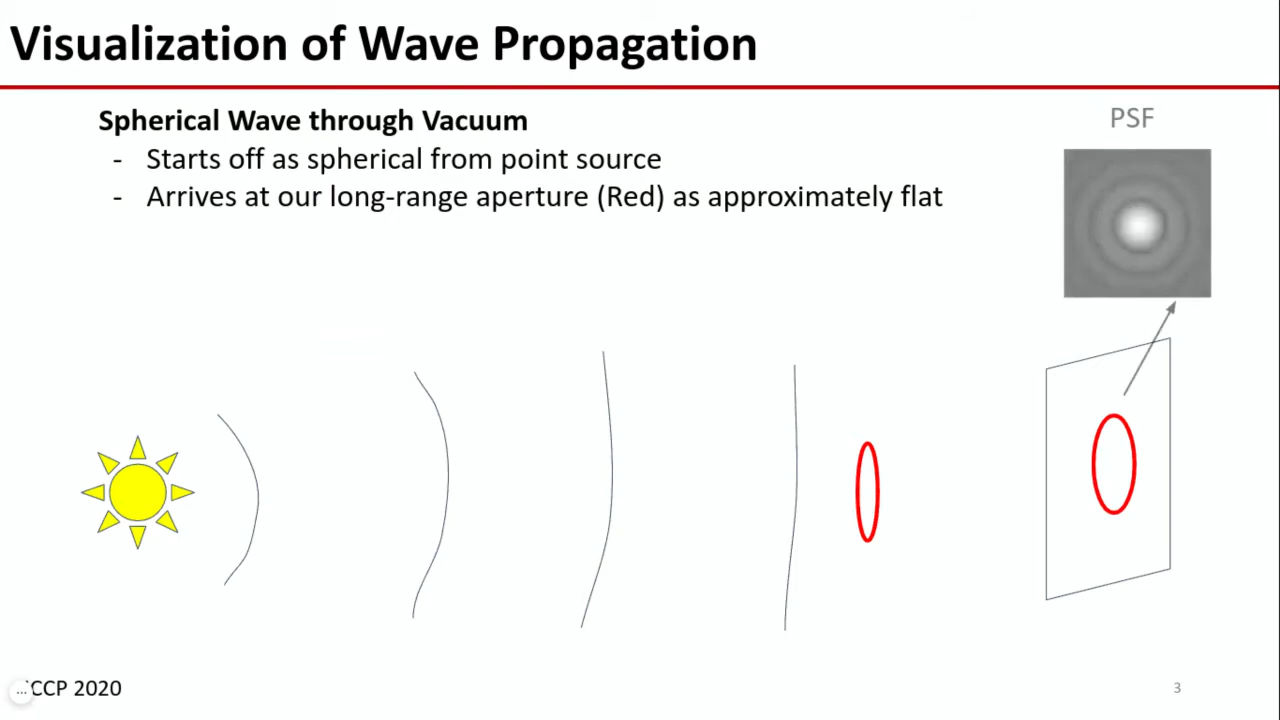 Visualization of Wave Propagation
Spherical Wave through Vacuum
- Starts off as spherical from point source
- Arrives at our long-range aperture (Red) as approximately flat
PSF
CCP 2020
3